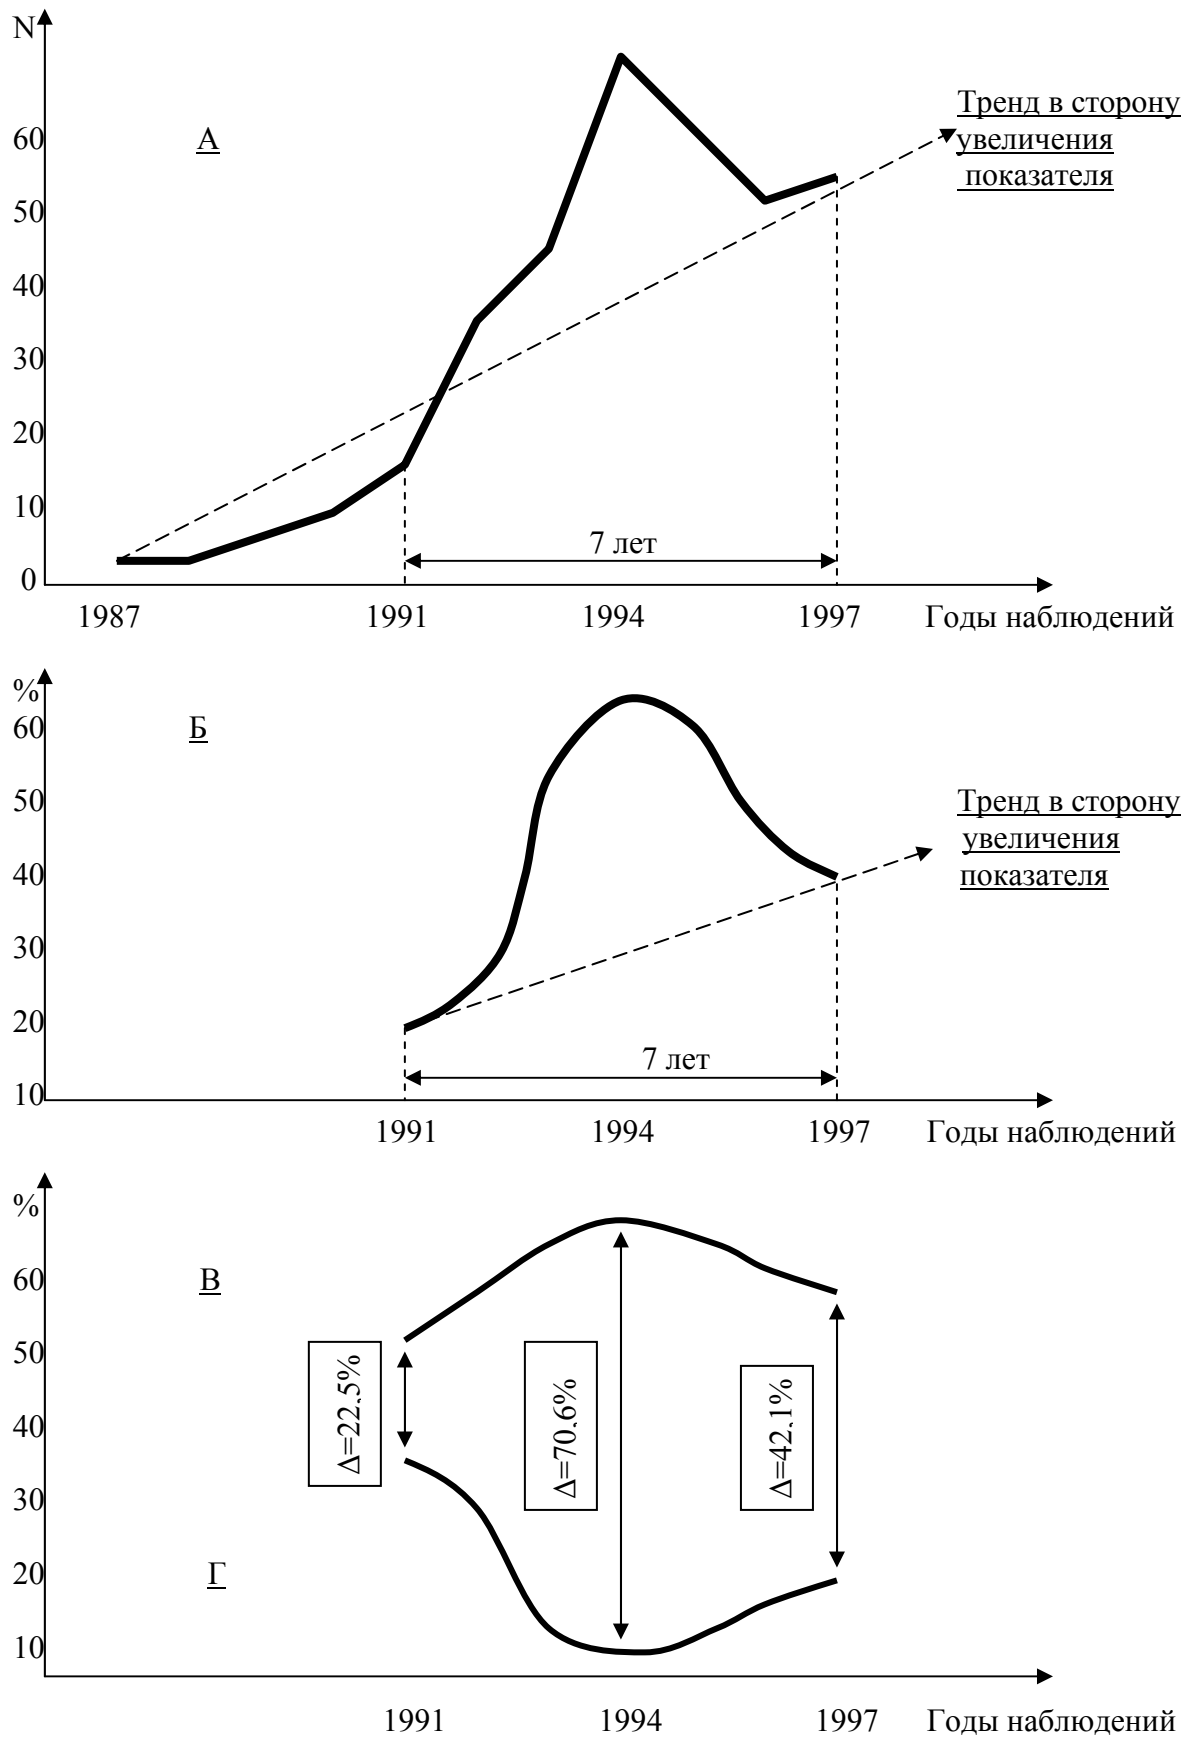 N
Тренд в сторону
увеличения
показателя
А
60
50
40
30
20
10
0
7 лет
1987 1991 1994 1997 Годы наблюдений
%
Б
60
50
40
30
20
10
Тренд в сторону
увеличения
показателя
7 лет
1991 1994 1997 Годы наблюдений
%
В
60
50
40
30
20
10
Δ=22.5%
Δ=70.6%
Δ=42.1%
Г
1991 1994 1997 Годы наблюдений